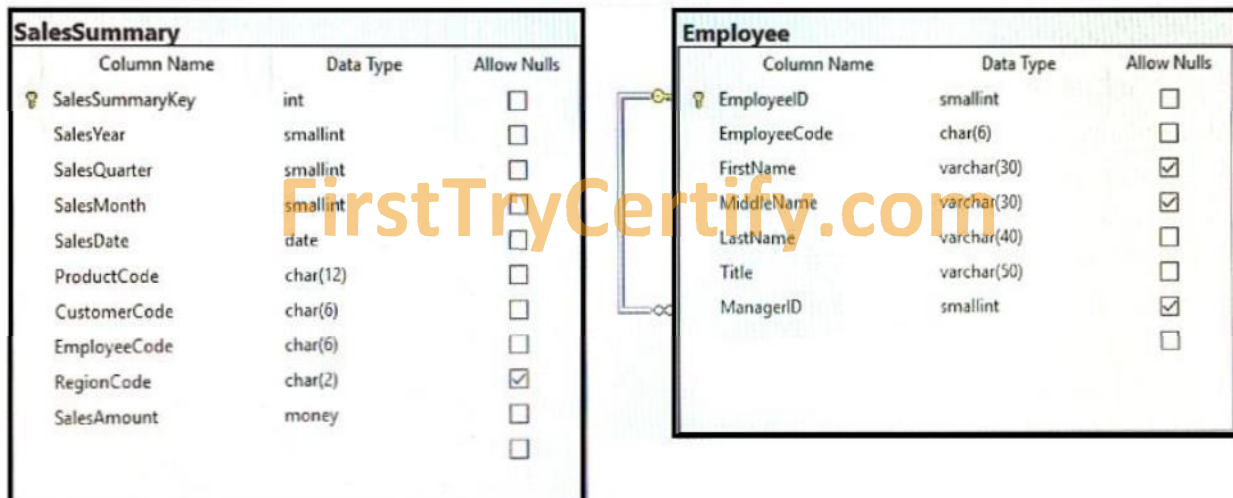 SalesSummary
Column Name Data Type Allow Nulls
SalesSummaryKey int
SalesYear smallint
SalesQuarter smallint
SalesMonth smallint
SalesDate date
ProductCode char(12)
CustomerCode char(6)
EmployeeCode char(6)
RegionCode char(2)
SalesAmount money
Employee
Column Name Data Type Allow Nulls
EmployeeID smallint
EmployeeCode char(6)
FirstName varchar(30)
MiddleName varchar(30)
LastName varchar(40)
Title varchar(50)
ManagerID smallint
FirstTryCertify.com